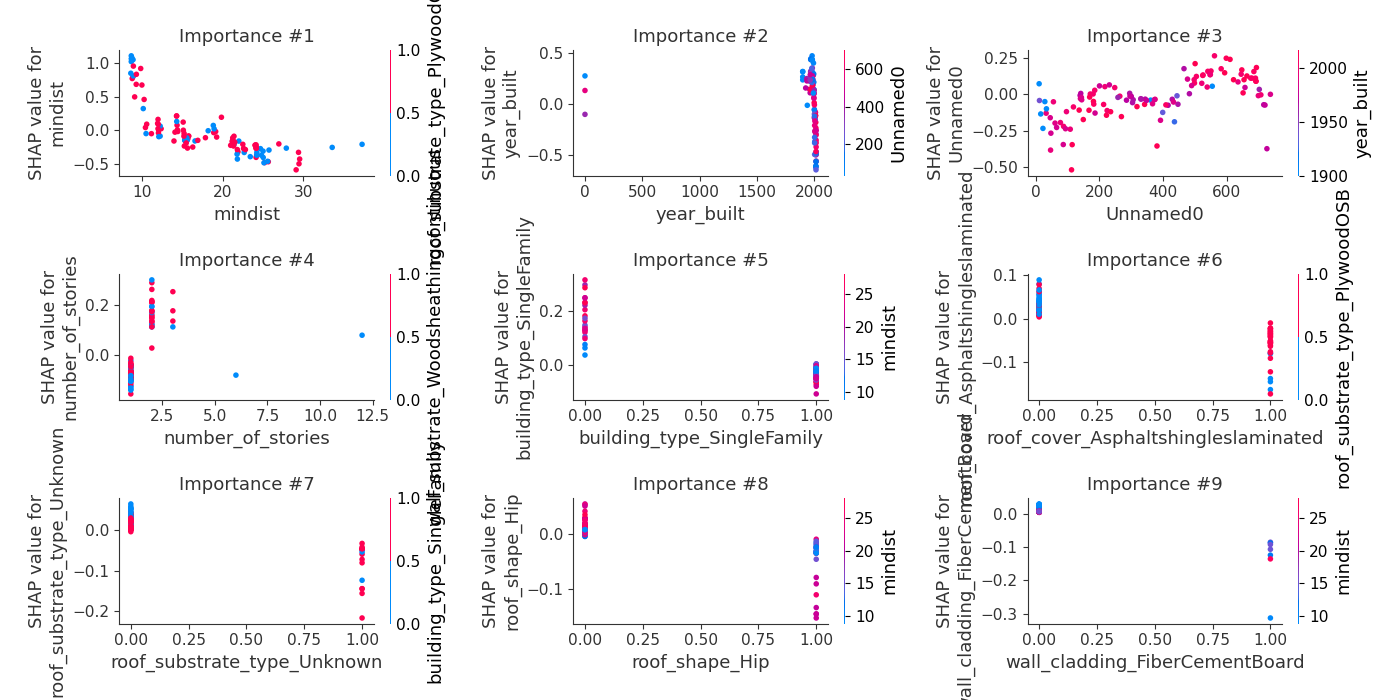 Importance #1
SHAP value for
mindist
1.0
0.5
0.0
−0.5
10
20
30
mindist
1.0
0.5
0.0
Importance #2
SHAP value for
year_built
0.5
0.0
−0.5
0
500
1000
1500
2000
year_built
600
400
200
Unnamed0
Importance #3
SHAP value for
Unnamed0
0.25
0.00
−0.25
−0.50
0
200
400
600
Unnamed0
2000
1950
1900
year_built
Importance #4
SHAP value for
number_of_stories
0.2
0.0
2.5
5.0
7.5
10.0
12.5
number_of_stories
1.0
0.5
0.0
Importance #5
SHAP value for
building_type_SingleFamily
0.2
0.0
0.00
0.25
0.50
0.75
1.00
building_type_SingleFamily
25
20
15
10
mindist
Importance #6
SHAP value for
0.1
0.0
−0.1
0.00
0.25
0.50
0.75
1.00
roof_cover_Asphaltshingleslaminated
1.0
0.5
0.0
roof_substrate_type_PlywoodOSB
Importance #7
SHAP value for
roof_substrate_type_Unknown
0.0
−0.1
−0.2
0.00
0.25
0.50
0.75
1.00
roof_substrate_type_Unknown
1.0
0.5
0.0
Importance #8
SHAP value for
roof_shape_Hip
0.0
−0.1
0.00
0.25
0.50
0.75
1.00
roof_shape_Hip
25
20
15
10
mindist
Importance #9
SHAP value for
0.0
−0.1
−0.2
−0.3
0.00
0.25
0.50
0.75
1.00
wall_cladding_FiberCementBoard
25
20
15
10
mindist